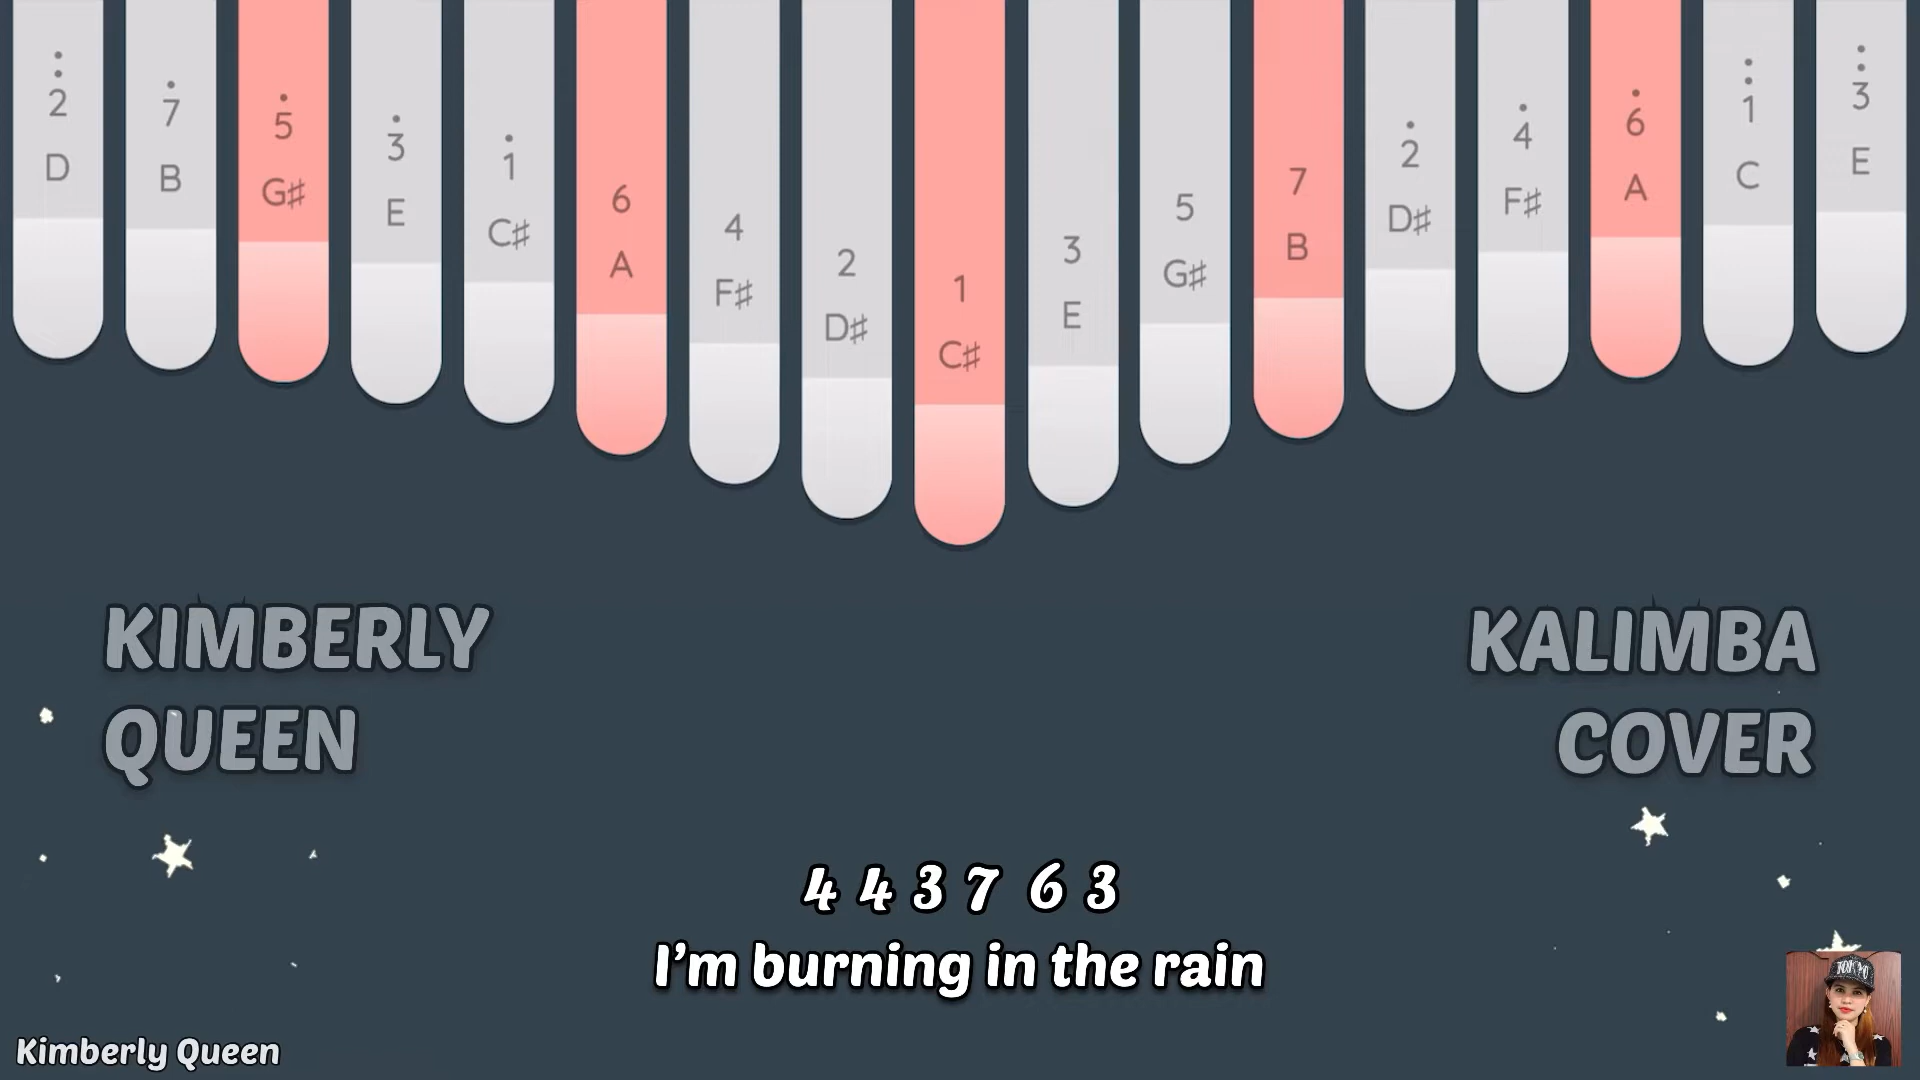 2 7 5 3 1 6 4 2 1 3 5 7 2 4 6 1 3
D B G♯ E C♯ A F♯ D♯ C♯ E G♯ B D♯ F♯ A C E
KIMBERLY
QUEEN
KALIMBA
COVER
4 4 3 7 6 3
I'm burning in the rain
Kimberly Queen
TOKYO